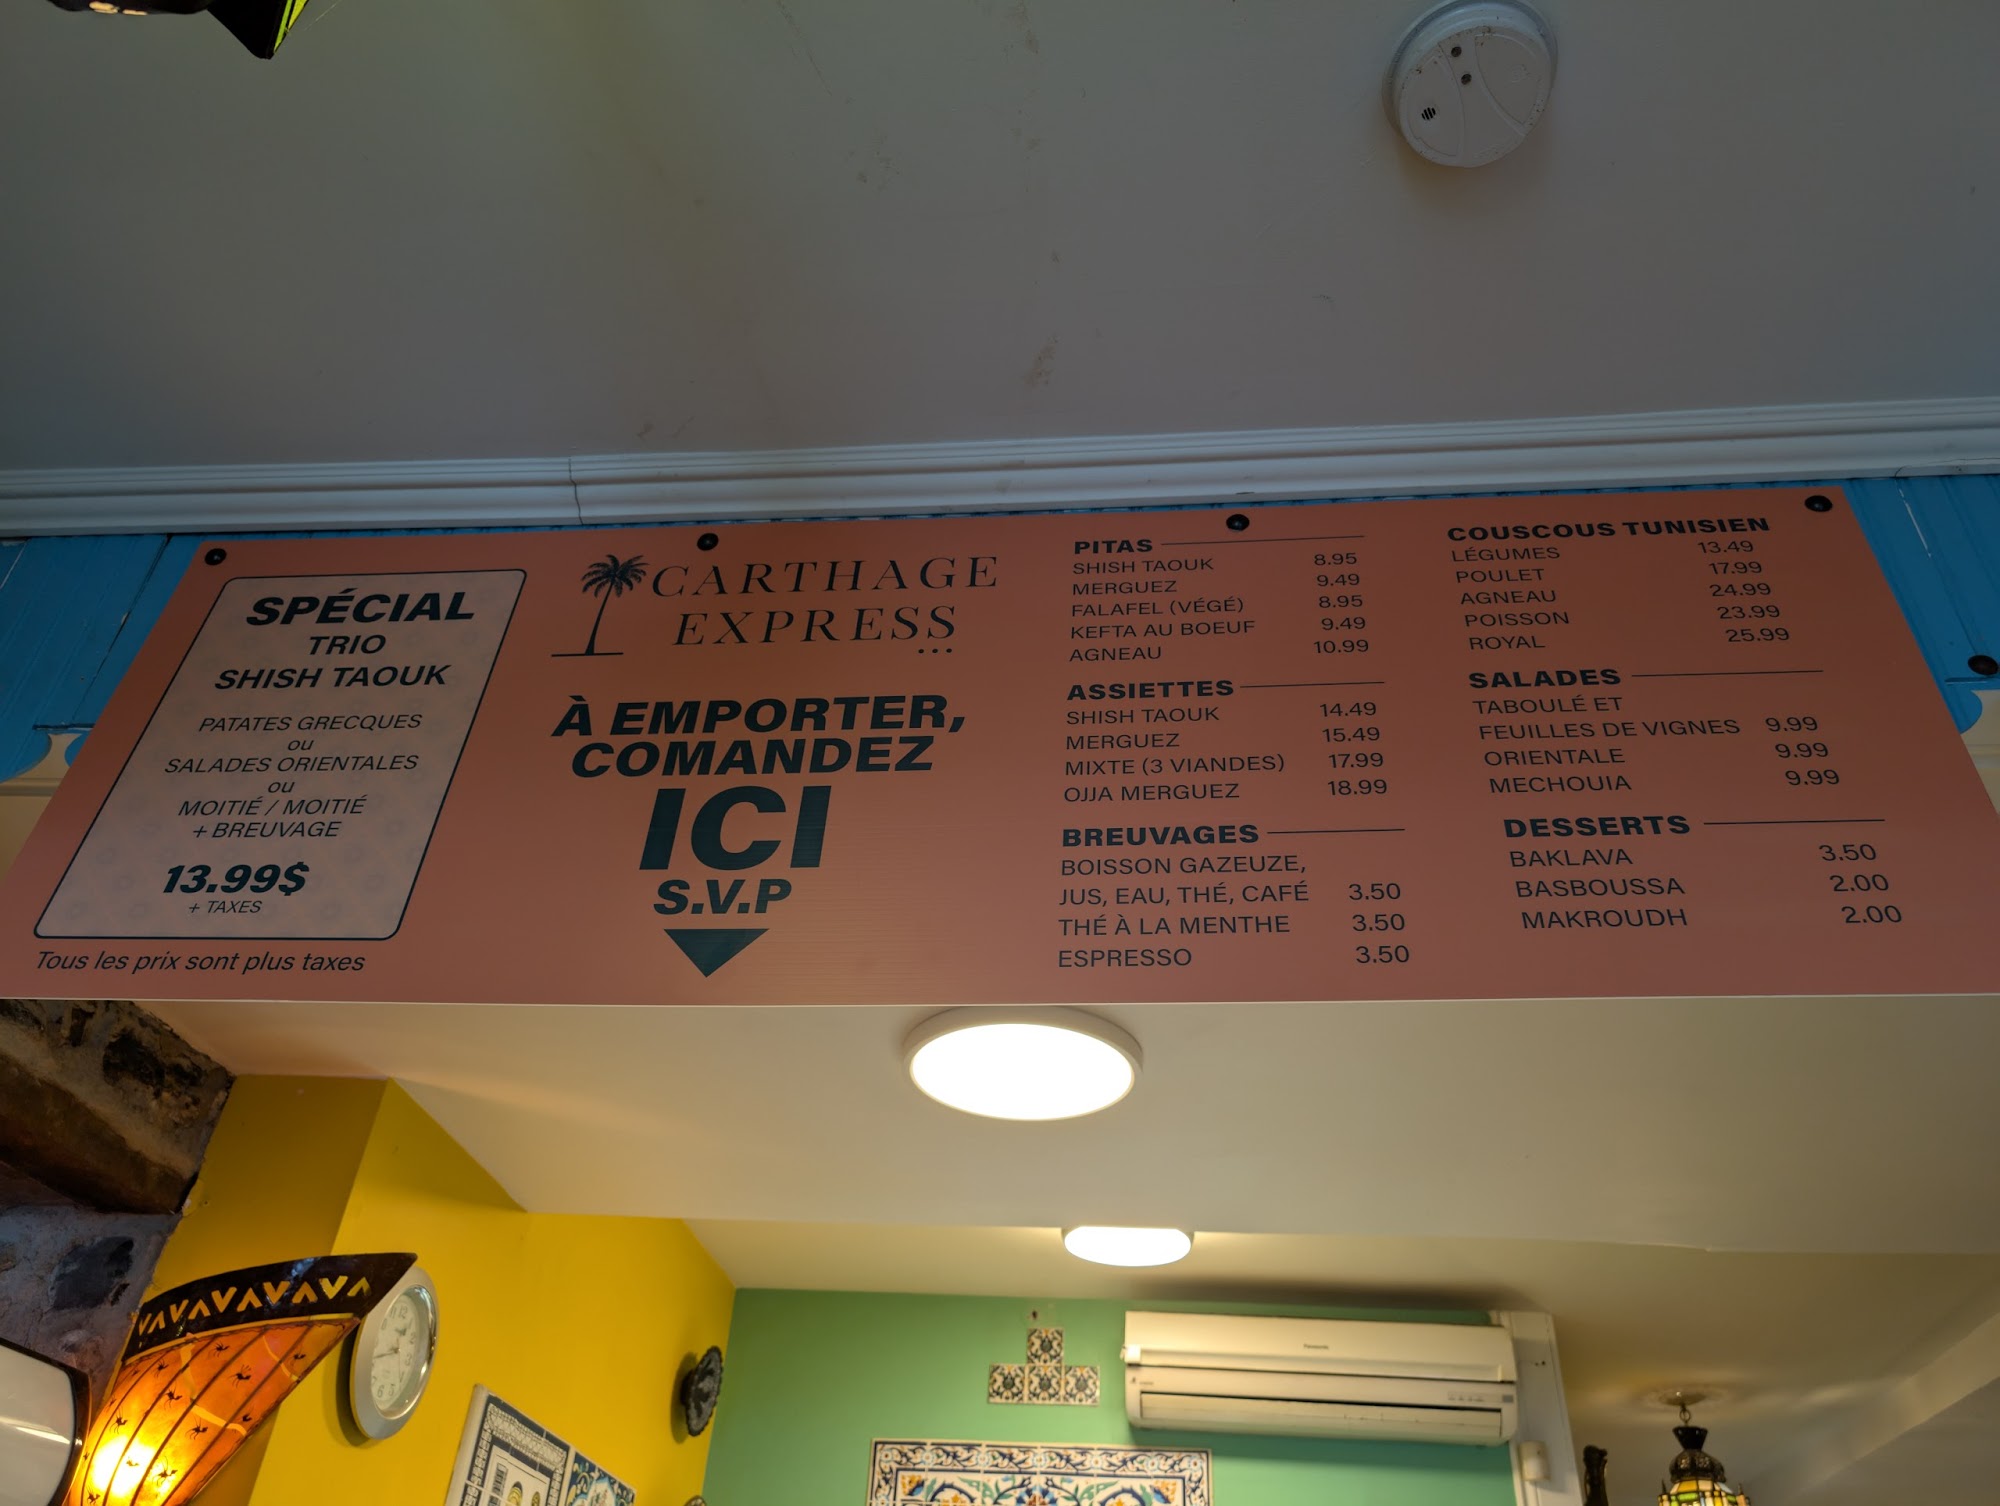 SPÉCIAL
TRIO
SHISH TAOUK
PATATES GRECQUES
ou
SALADES ORIENTALES
ou
MOITIÉ / MOITIÉ
+ BREUVAGE
13.99$
+ TAXES
Tous les prix sont plus taxes
CARTHAGE
EXPRESS
...
À EMPORTER,
COMANDEZ
ICI
S.V.P
PITAS
SHISH TAOUK 8.95
MERGUEZ 9.49
FALAFEL (VÉGÉ) 8.95
KEFTA AU BOEUF 9.49
AGNEAU 10.99
ASSIETTES
SHISH TAOUK 14.49
MERGUEZ 15.49
MIXTE (3 VIANDES) 17.99
OJJA MERGUEZ 18.99
BREUVAGES
BOISSON GAZEUZE,
JUS, EAU, THÉ, CAFÉ 3.50
THÉ À LA MENTHE 3.50
ESPRESSO 3.50
COUSCOUS TUNISIEN
LÉGUMES 13.49
POULET 17.99
AGNEAU 24.99
POISSON 23.99
ROYAL 25.99
SALADES
TABOULÉ ET
FEUILLES DE VIGNES 9.99
ORIENTALE 9.99
MECHOUIA 9.99
DESSERTS
BAKLAVA 3.50
BASBOUSSA 2.00
MAKROUDH 2.00
Panasonic